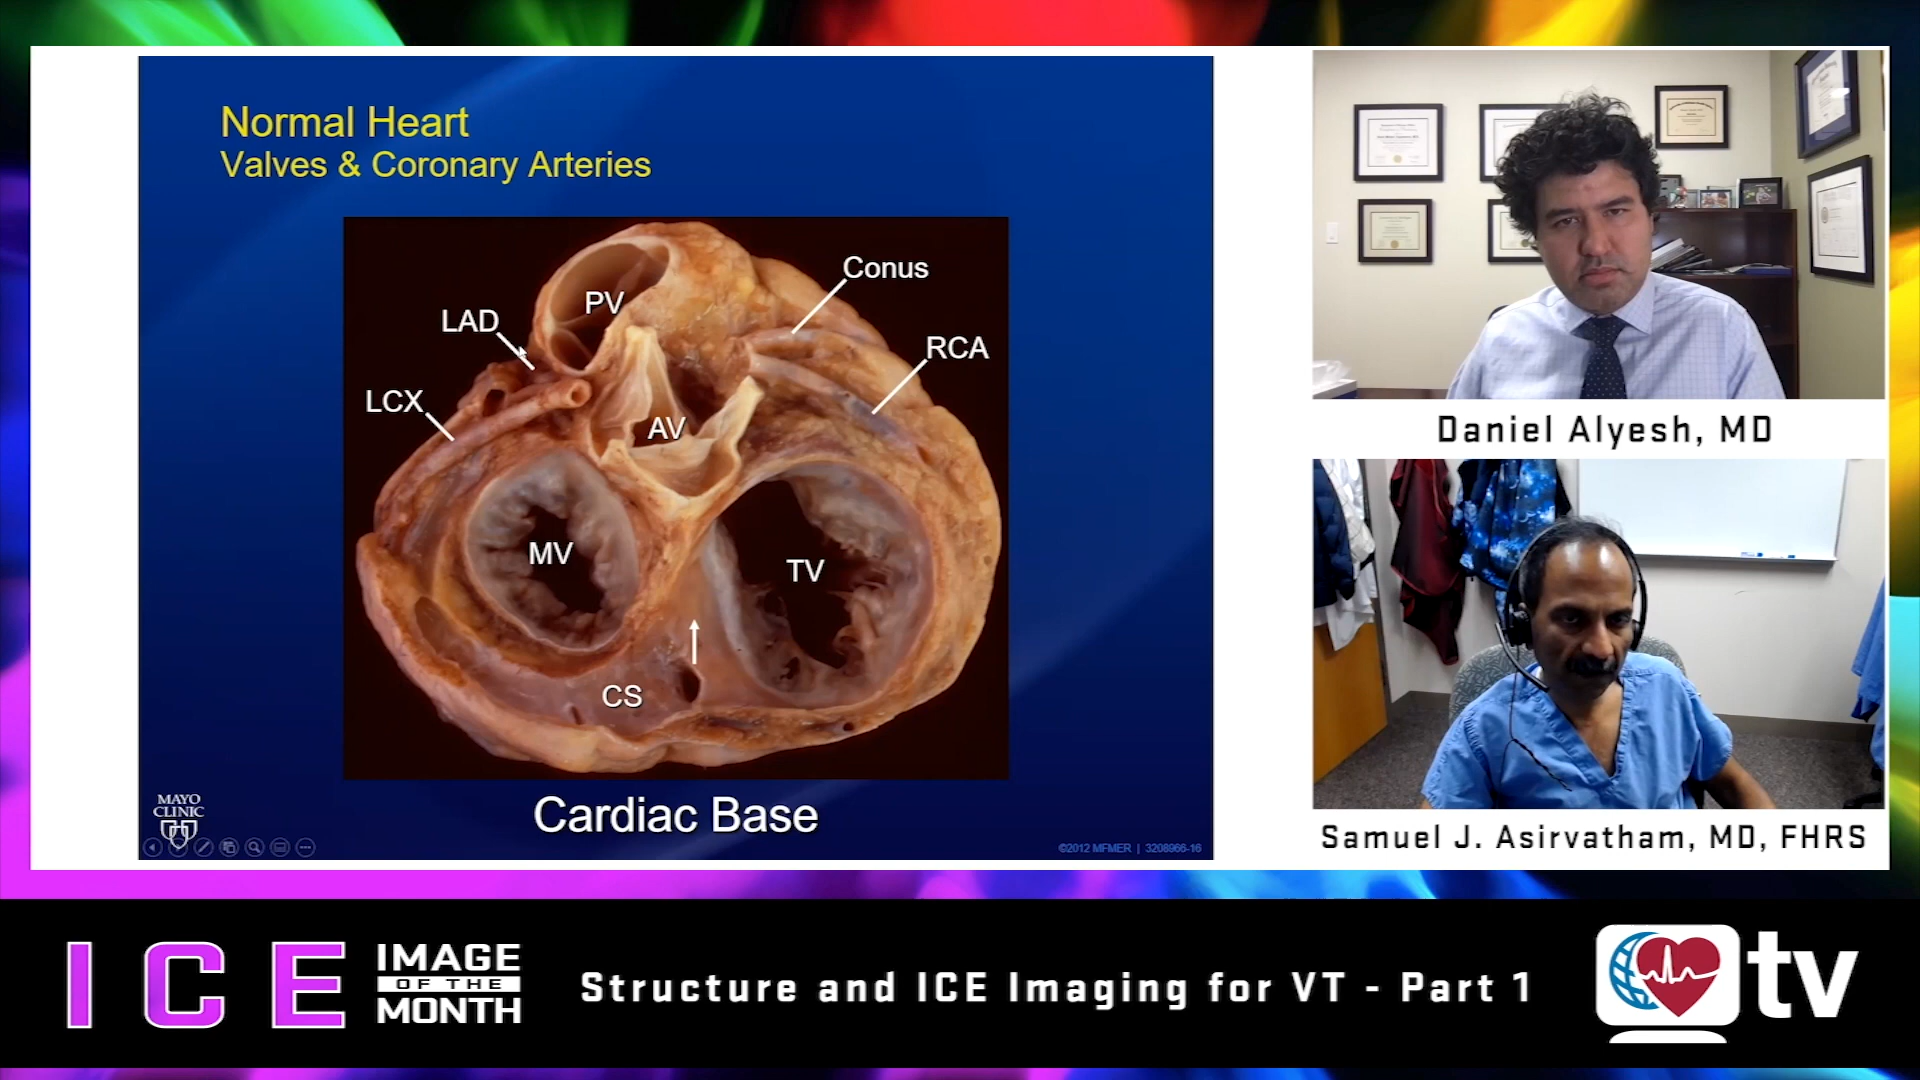 Normal Heart
Valves & Coronary Arteries
Conus
PV
LAD
RCA
LCX
AV
MV
TV
CS
Cardiac Base
MAYO
CLINIC
©2012 MFMER | 3208966-16
Daniel Alyesh, MD
Samuel J. Asirvatham, MD, FHRS
ICE
IMAGE
OF THE
MONTH
Structure and ICE Imaging for VT - Part 1
tv